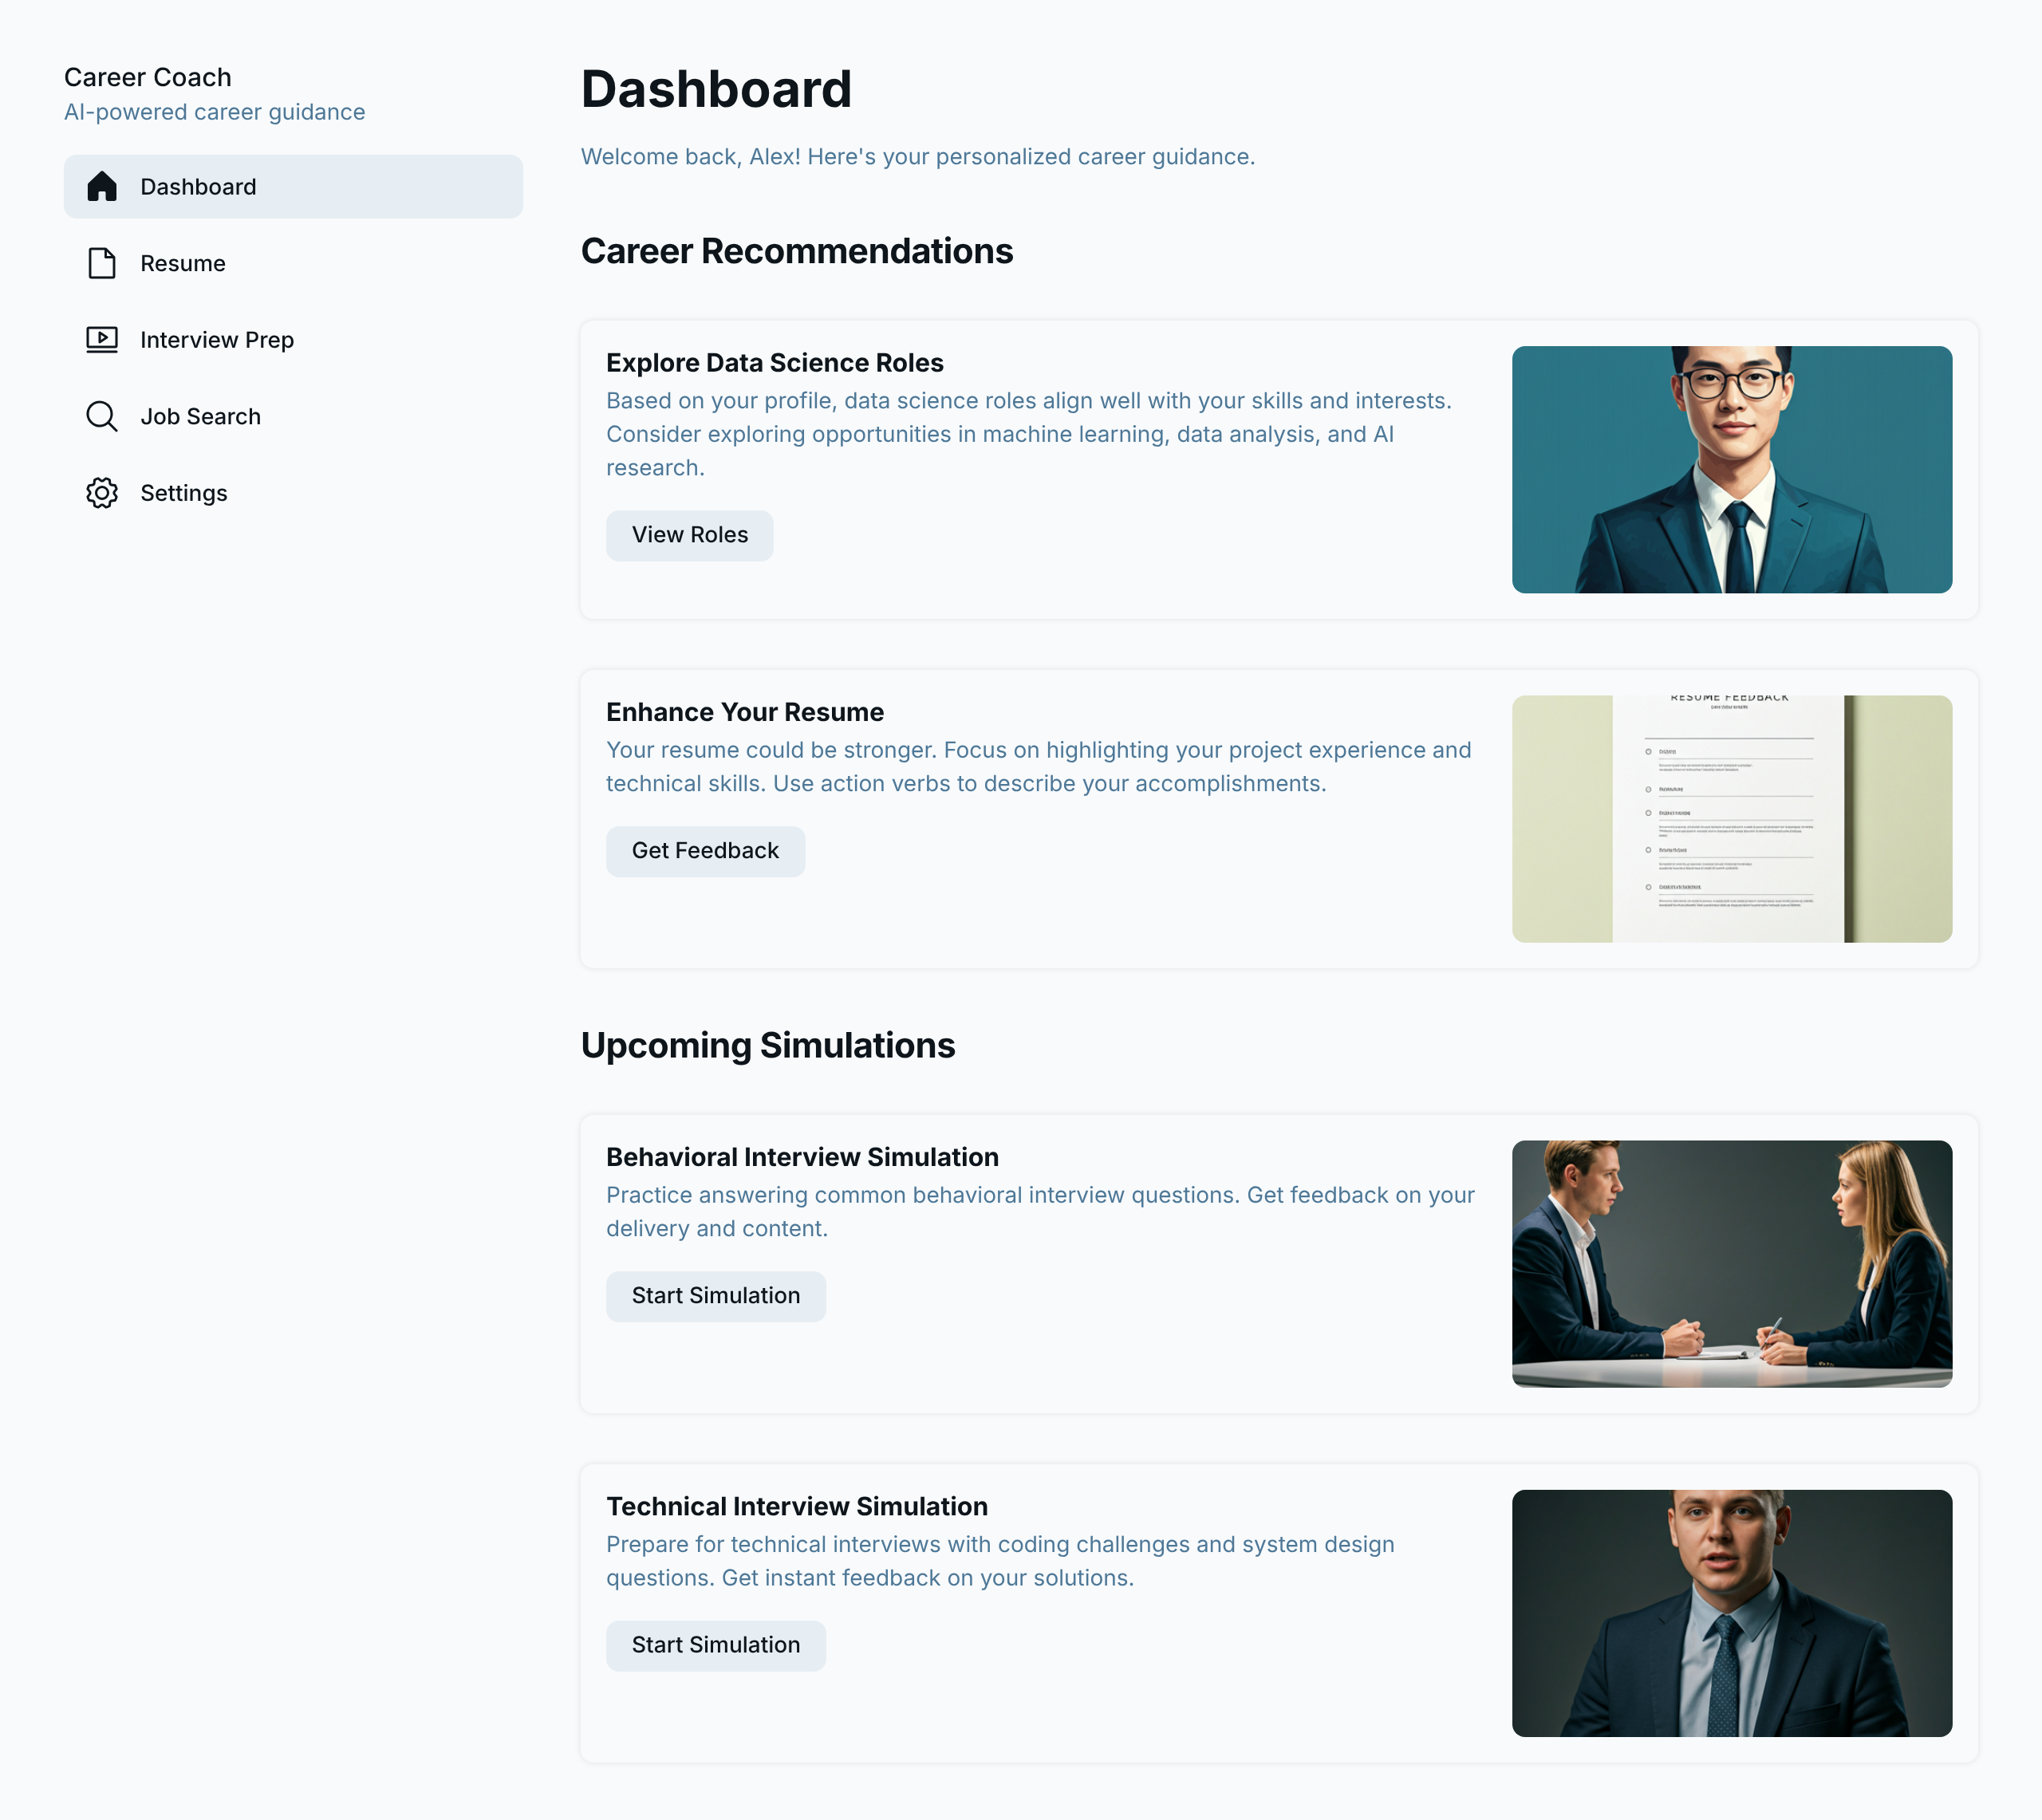 Career Coach
AI-powered career guidance
Dashboard
Resume
Interview Prep
Job Search
Settings
Dashboard
Welcome back, Alex! Here's your personalized career guidance.
Career Recommendations
Explore Data Science Roles
Based on your profile, data science roles align well with your skills and interests.
Consider exploring opportunities in machine learning, data analysis, and AI
research.
View Roles
Enhance Your Resume
Your resume could be stronger. Focus on highlighting your project experience and
technical skills. Use action verbs to describe your accomplishments.
Get Feedback
RESUME FEEDBACK
Upcoming Simulations
Behavioral Interview Simulation
Practice answering common behavioral interview questions. Get feedback on your
delivery and content.
Start Simulation
Technical Interview Simulation
Prepare for technical interviews with coding challenges and system design
questions. Get instant feedback on your solutions.
Start Simulation